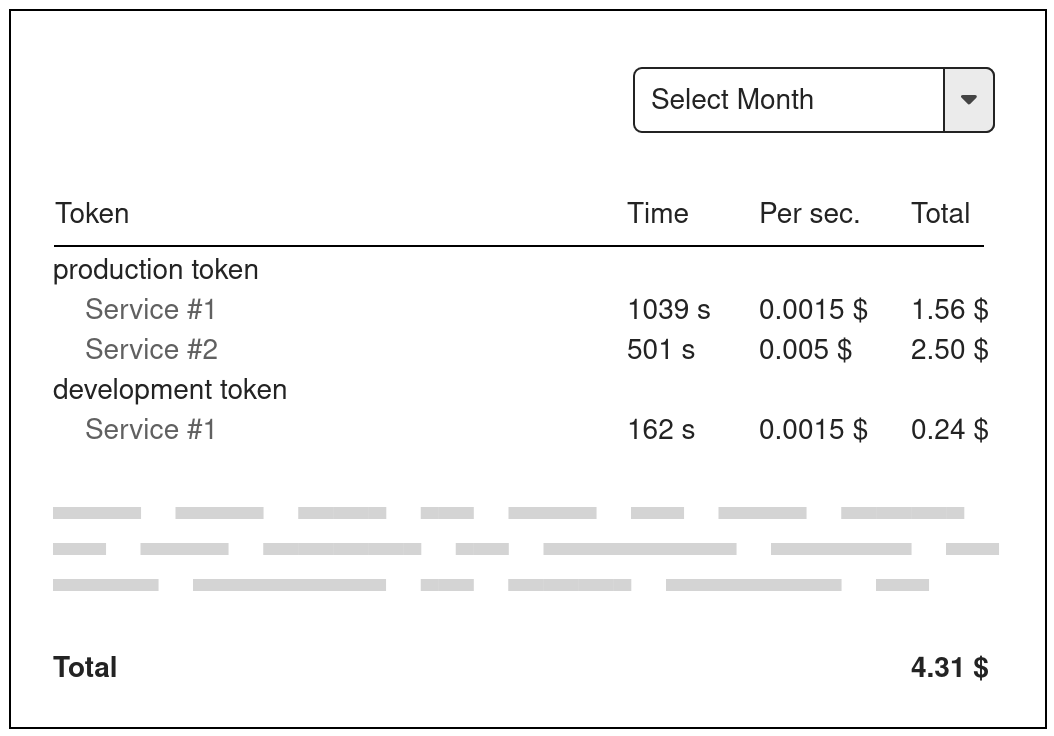 Select Month
Token Time Per sec. Total
production token
Service #1 1039 s 0.0015 $ 1.56 $
Service #2 501 s 0.005 $ 2.50 $
development token
Service #1 162 s 0.0015 $ 0.24 $
Total 4.31 $